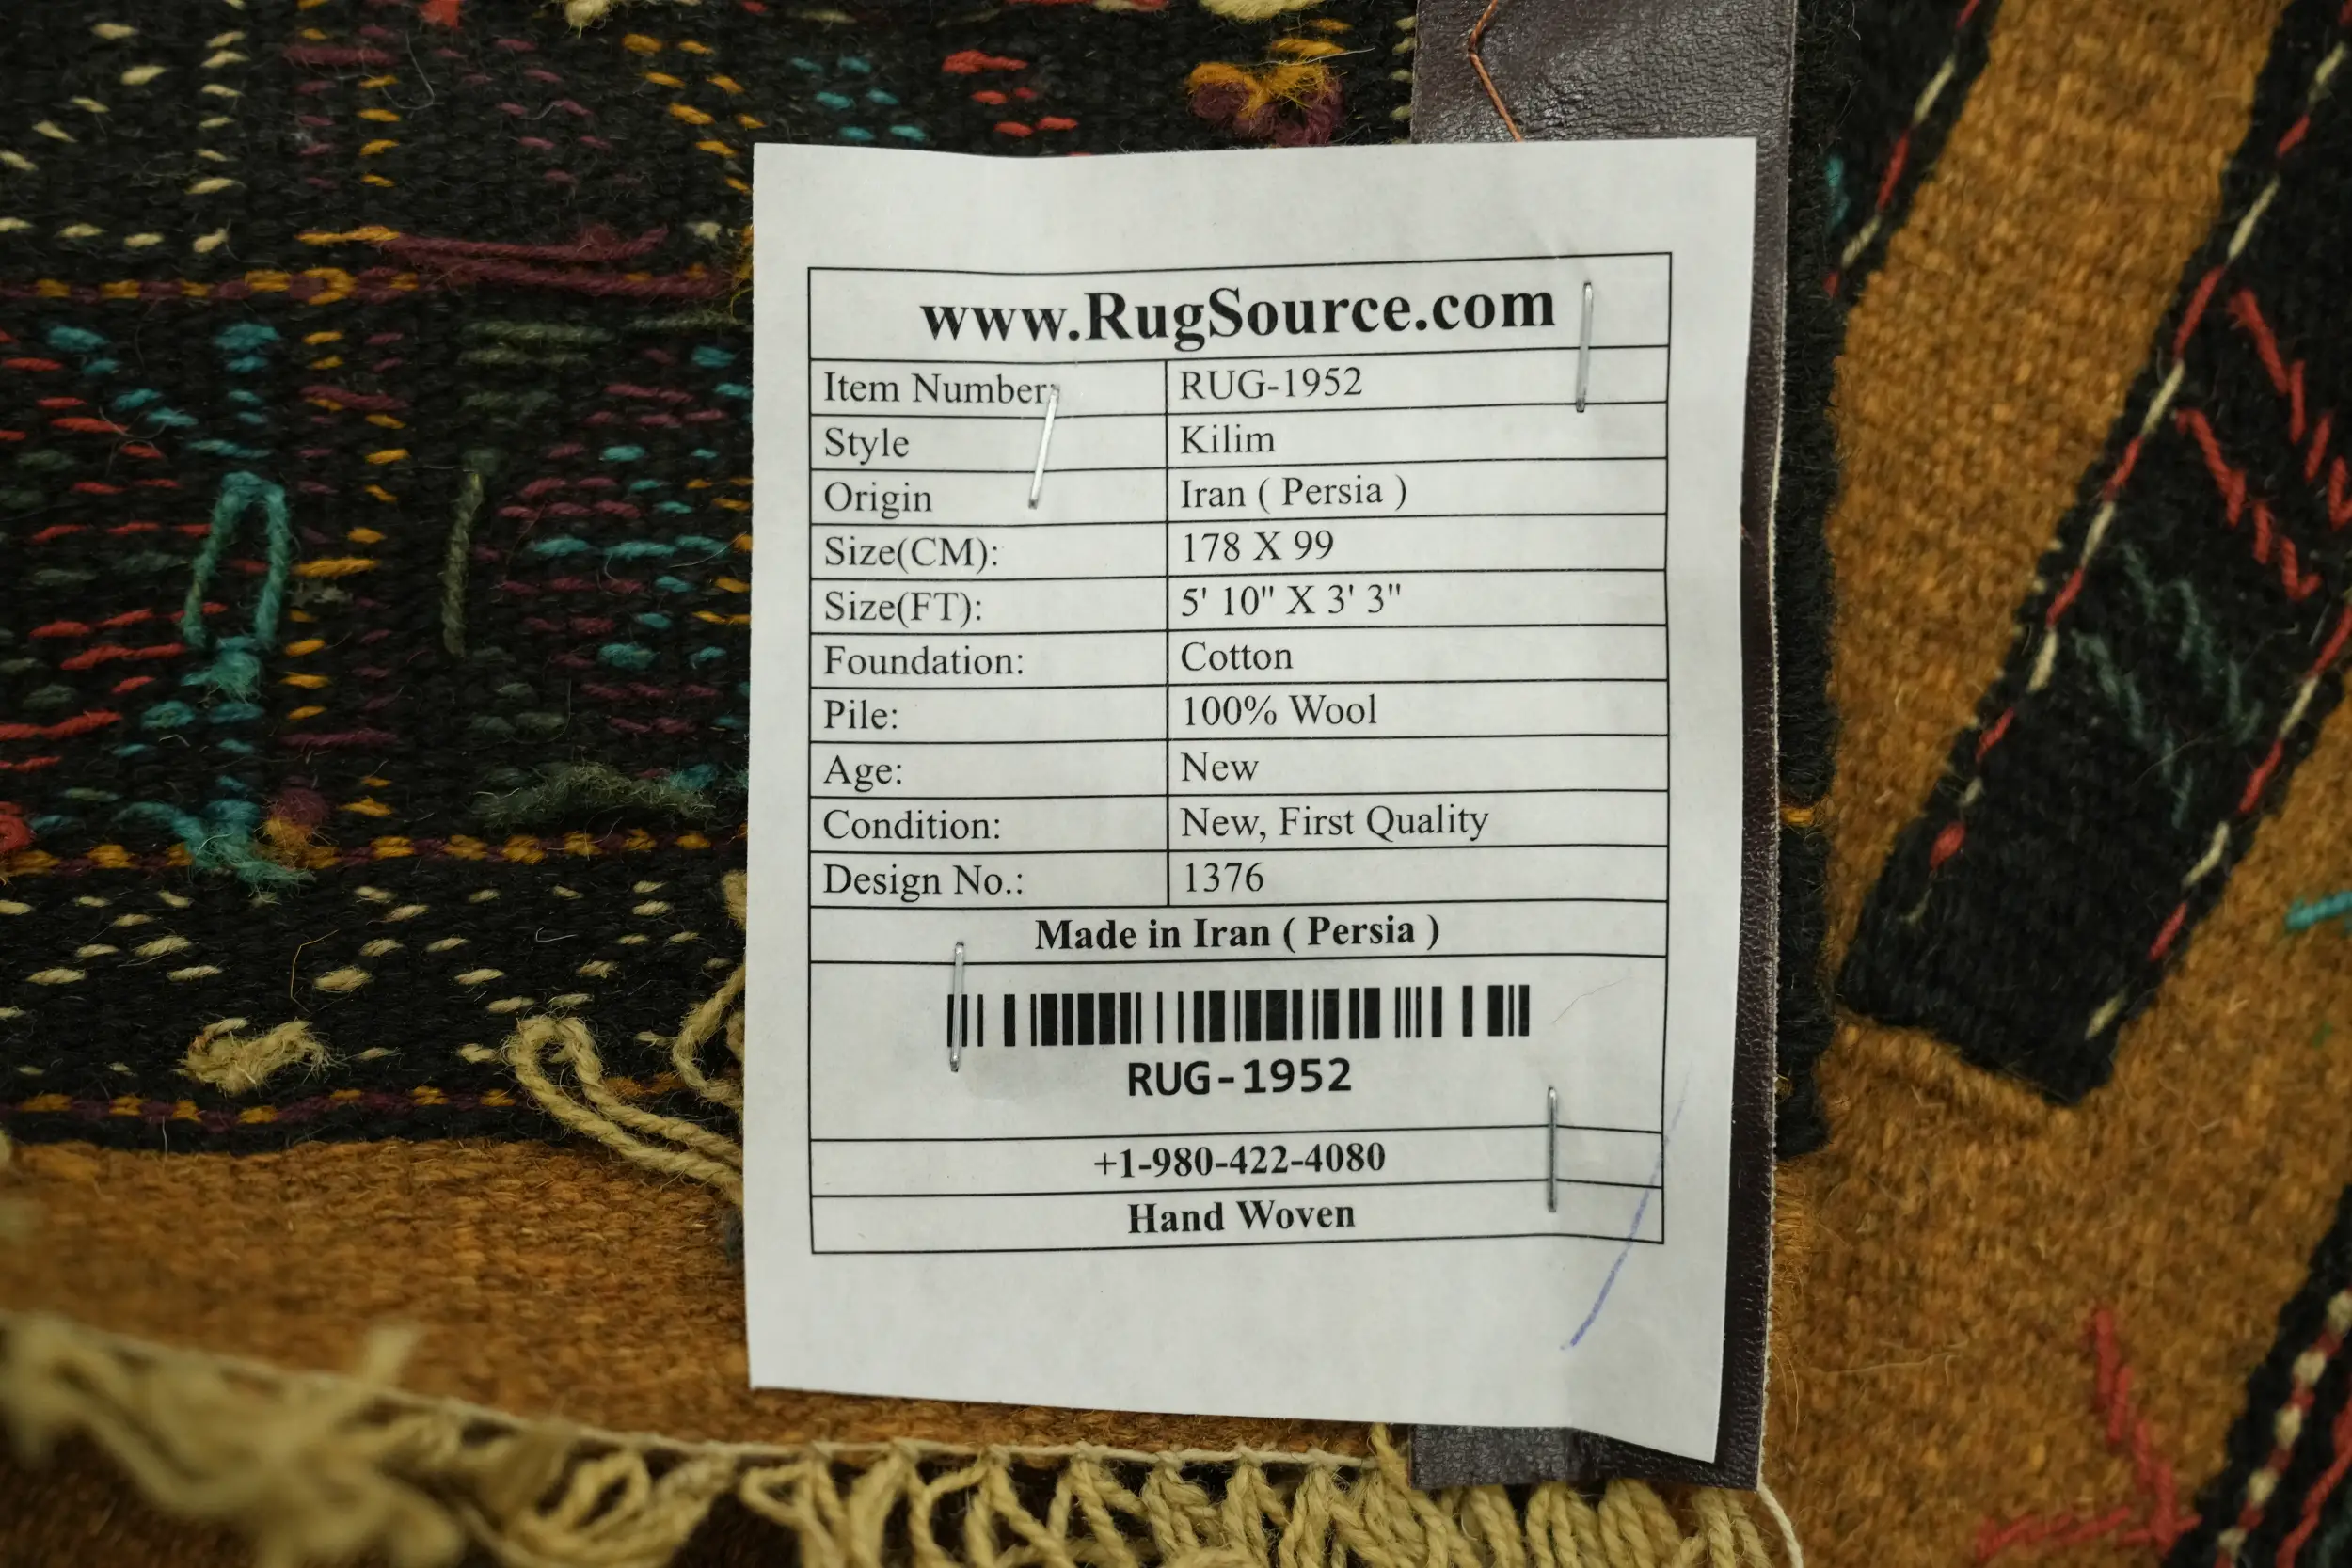 www.RugSource.com
Item Number: RUG-1952
Style Kilim
Origin Iran ( Persia )
Size(CM): 178 X 99
Size(FT): 5' 10" X 3' 3"
Foundation: Cotton
Pile: 100% Wool
Age: New
Condition: New, First Quality
Design No.: 1376
Made in Iran ( Persia )
RUG-1952
+1-980-422-4080
Hand Woven